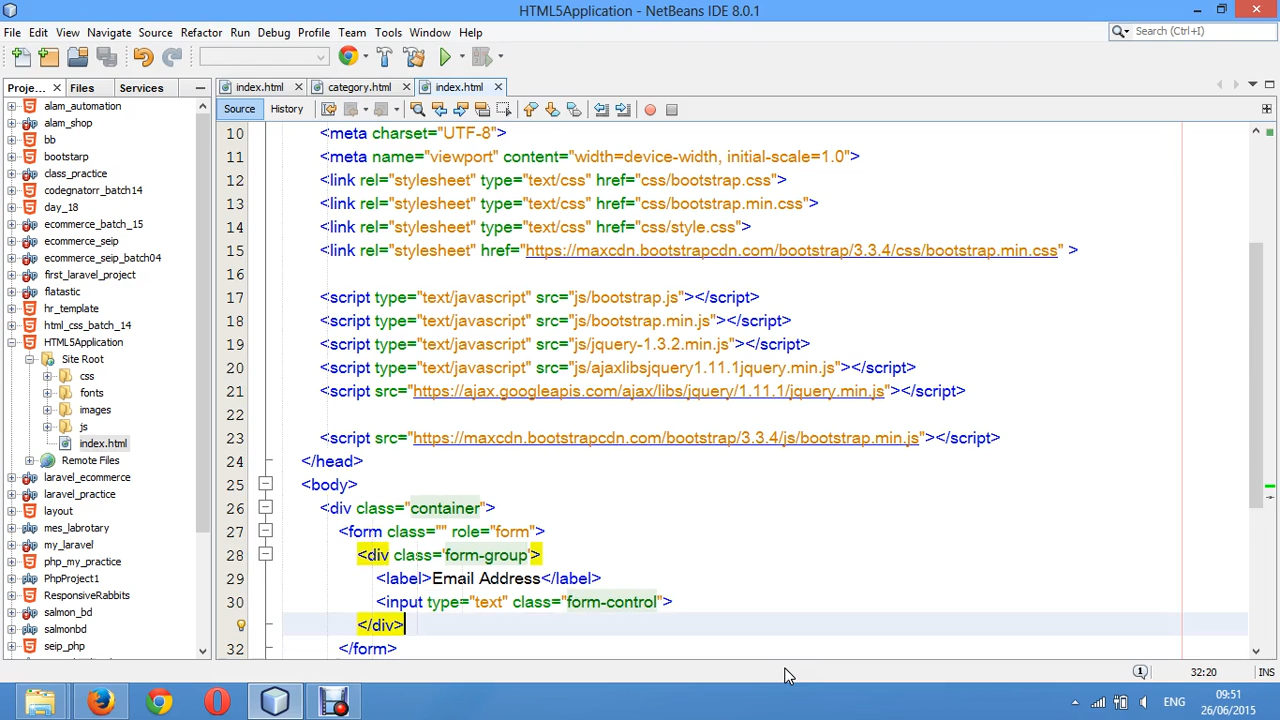 HTML5Application - NetBeans IDE 8.0.1
File Edit View Navigate Source Refactor Run Debug Profile Team Tools Window Help
Search (Ctrl+I)
Proje... Files Services
index.html category.html index.html
Source History
alam_automation
alam_shop
bb
bootstarp
class_practice
codegnatorr_batch14
day_18
ecommerce_batch_15
ecommerce_seip
ecommerce_seip_batch04
first_laravel_project
flatastic
hr_template
html_css_batch_14
HTML5Application
Site Root
css
fonts
images
js
index.html
Remote Files
laravel_ecommerce
laravel_practice
layout
mes_labrotary
my_laravel
php_my_practice
PhpProject1
ResponsiveRabbits
salmon_bd
salmonbd
seip_php
10 <meta charset="UTF-8">
11 <meta name="viewport" content="width=device-width, initial-scale=1.0">
12 <link rel="stylesheet" type="text/css" href="css/bootstrap.css">
13 <link rel="stylesheet" type="text/css" href="css/bootstrap.min.css">
14 <link rel="stylesheet" type="text/css" href="css/style.css">
15 <link rel="stylesheet" href="https://maxcdn.bootstrapcdn.com/bootstrap/3.3.4/css/bootstrap.min.css" >
16
17 <script type="text/javascript" src="js/bootstrap.js"></script>
18 <script type="text/javascript" src="js/bootstrap.min.js"></script>
19 <script type="text/javascript" src="js/jquery-1.3.2.min.js"></script>
20 <script type="text/javascript" src="js/ajaxlibsjquery1.11.1jquery.min.js"></script>
21 <script src="https://ajax.googleapis.com/ajax/libs/jquery/1.11.1/jquery.min.js"></script>
22
23 <script src="https://maxcdn.bootstrapcdn.com/bootstrap/3.3.4/js/bootstrap.min.js"></script>
24 </head>
25 <body>
26 <div class="container">
27 <form class="" role="form">
28 <div class="form-group">
29 <label>Email Address</label>
30 <input type="text" class="form-control">
31 </div>
32 </form>
1 32:20 INS
ENG
09:51
26/06/2015